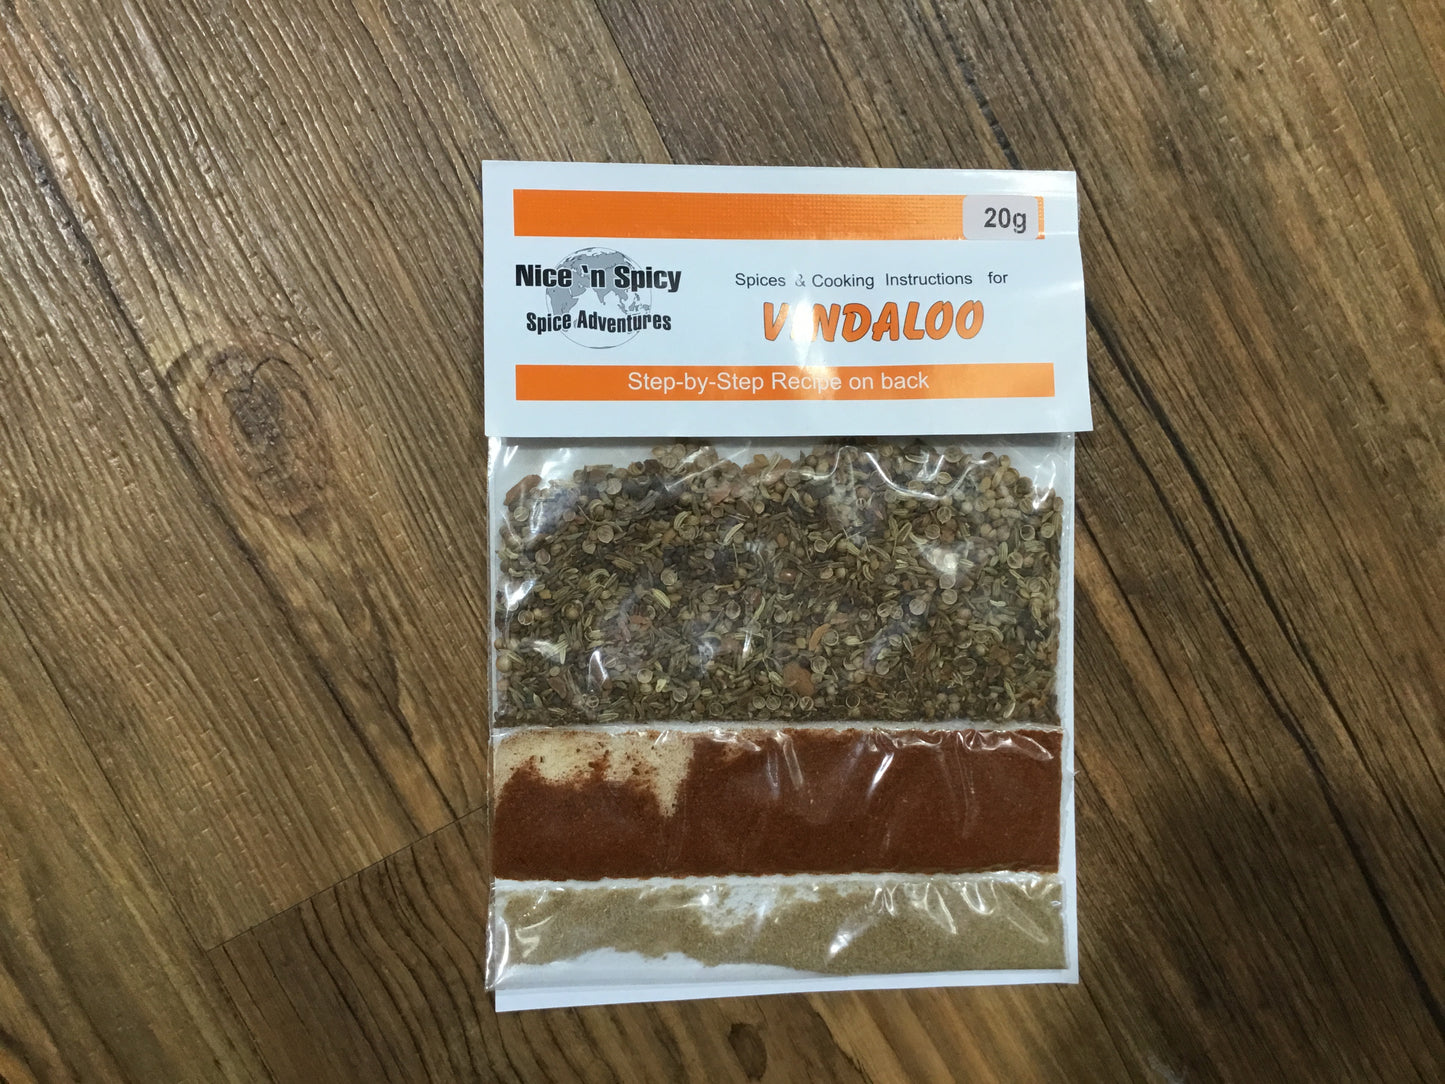 20g
Nice 'n Spicy
Spice Adventures
Spices & Cooking Instructions for
VINDALOO
Step-by-Step Recipe on back